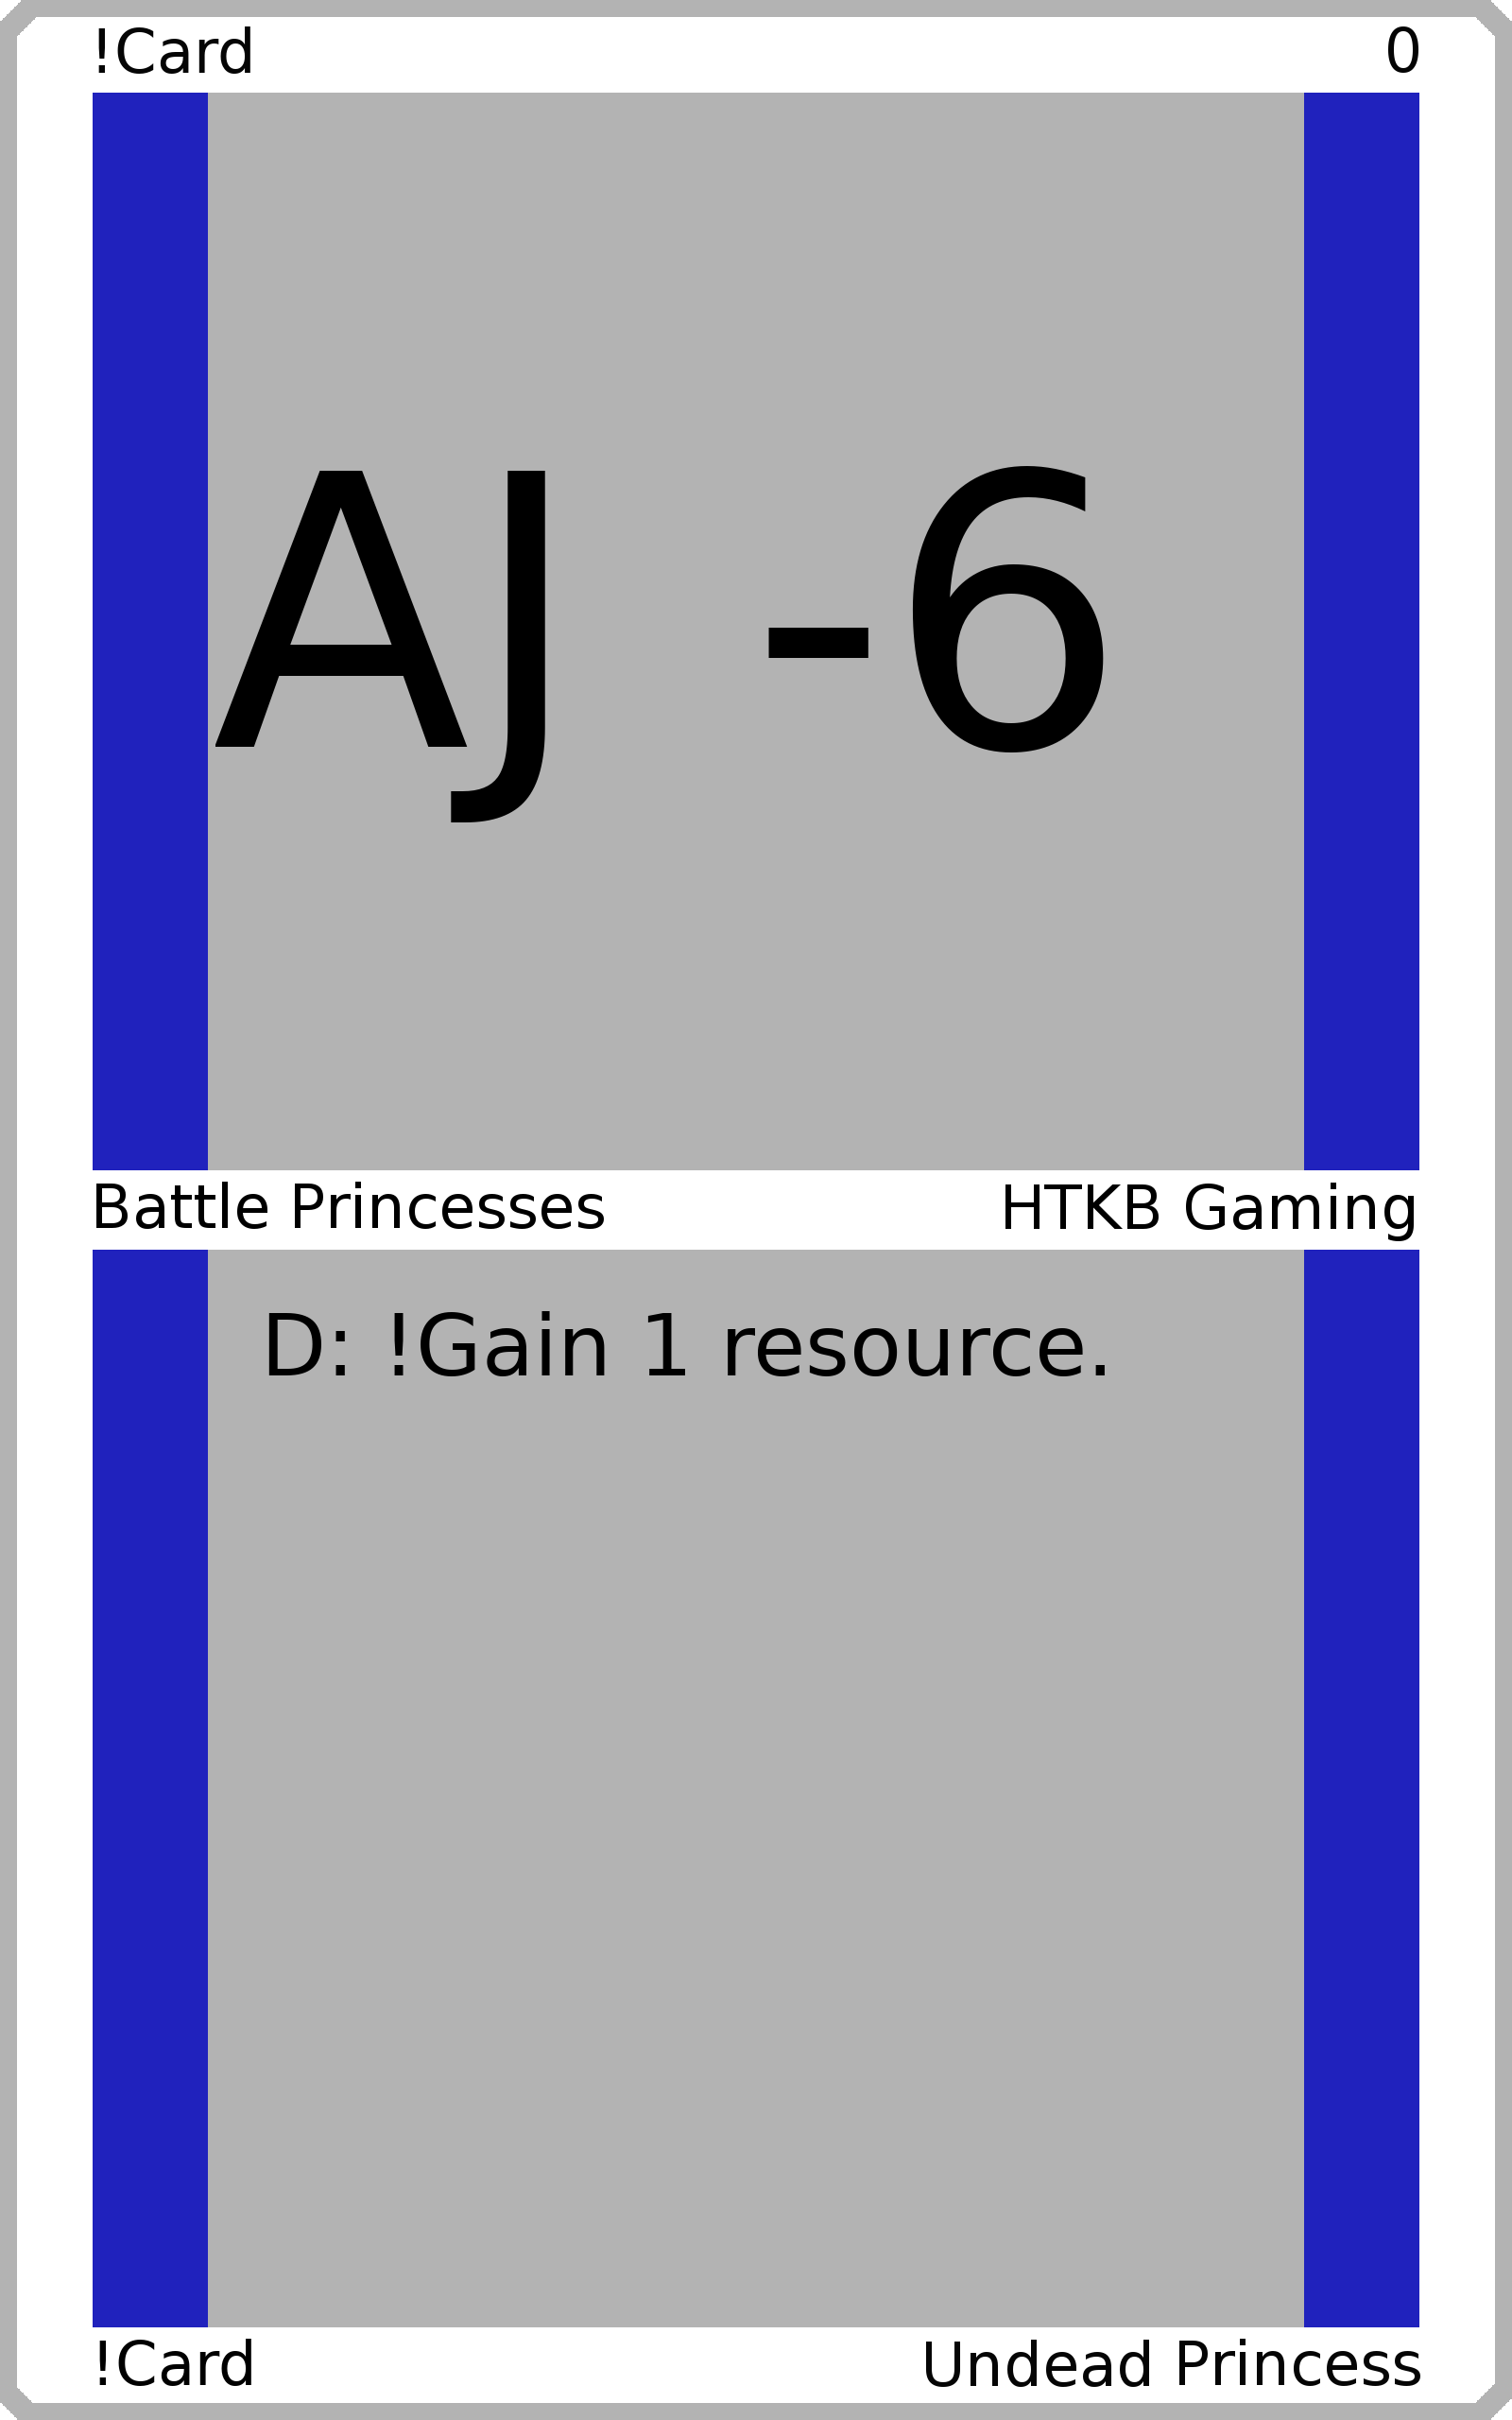 !Card 0
AJ -6
Battle Princesses HTKB Gaming
D: !Gain 1 resource.
!Card Undead Princess